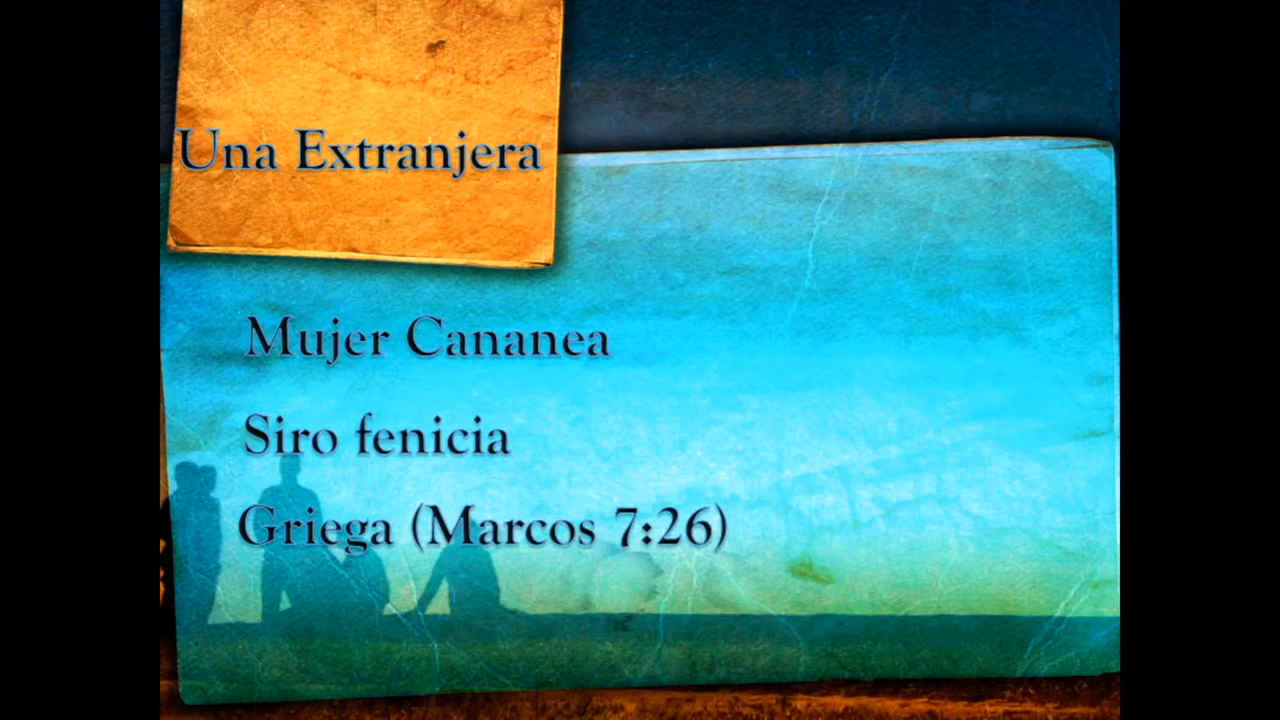 Una Extranjera
Mujer Cananea
Siro fenicia
Griega (Marcos 7:26)